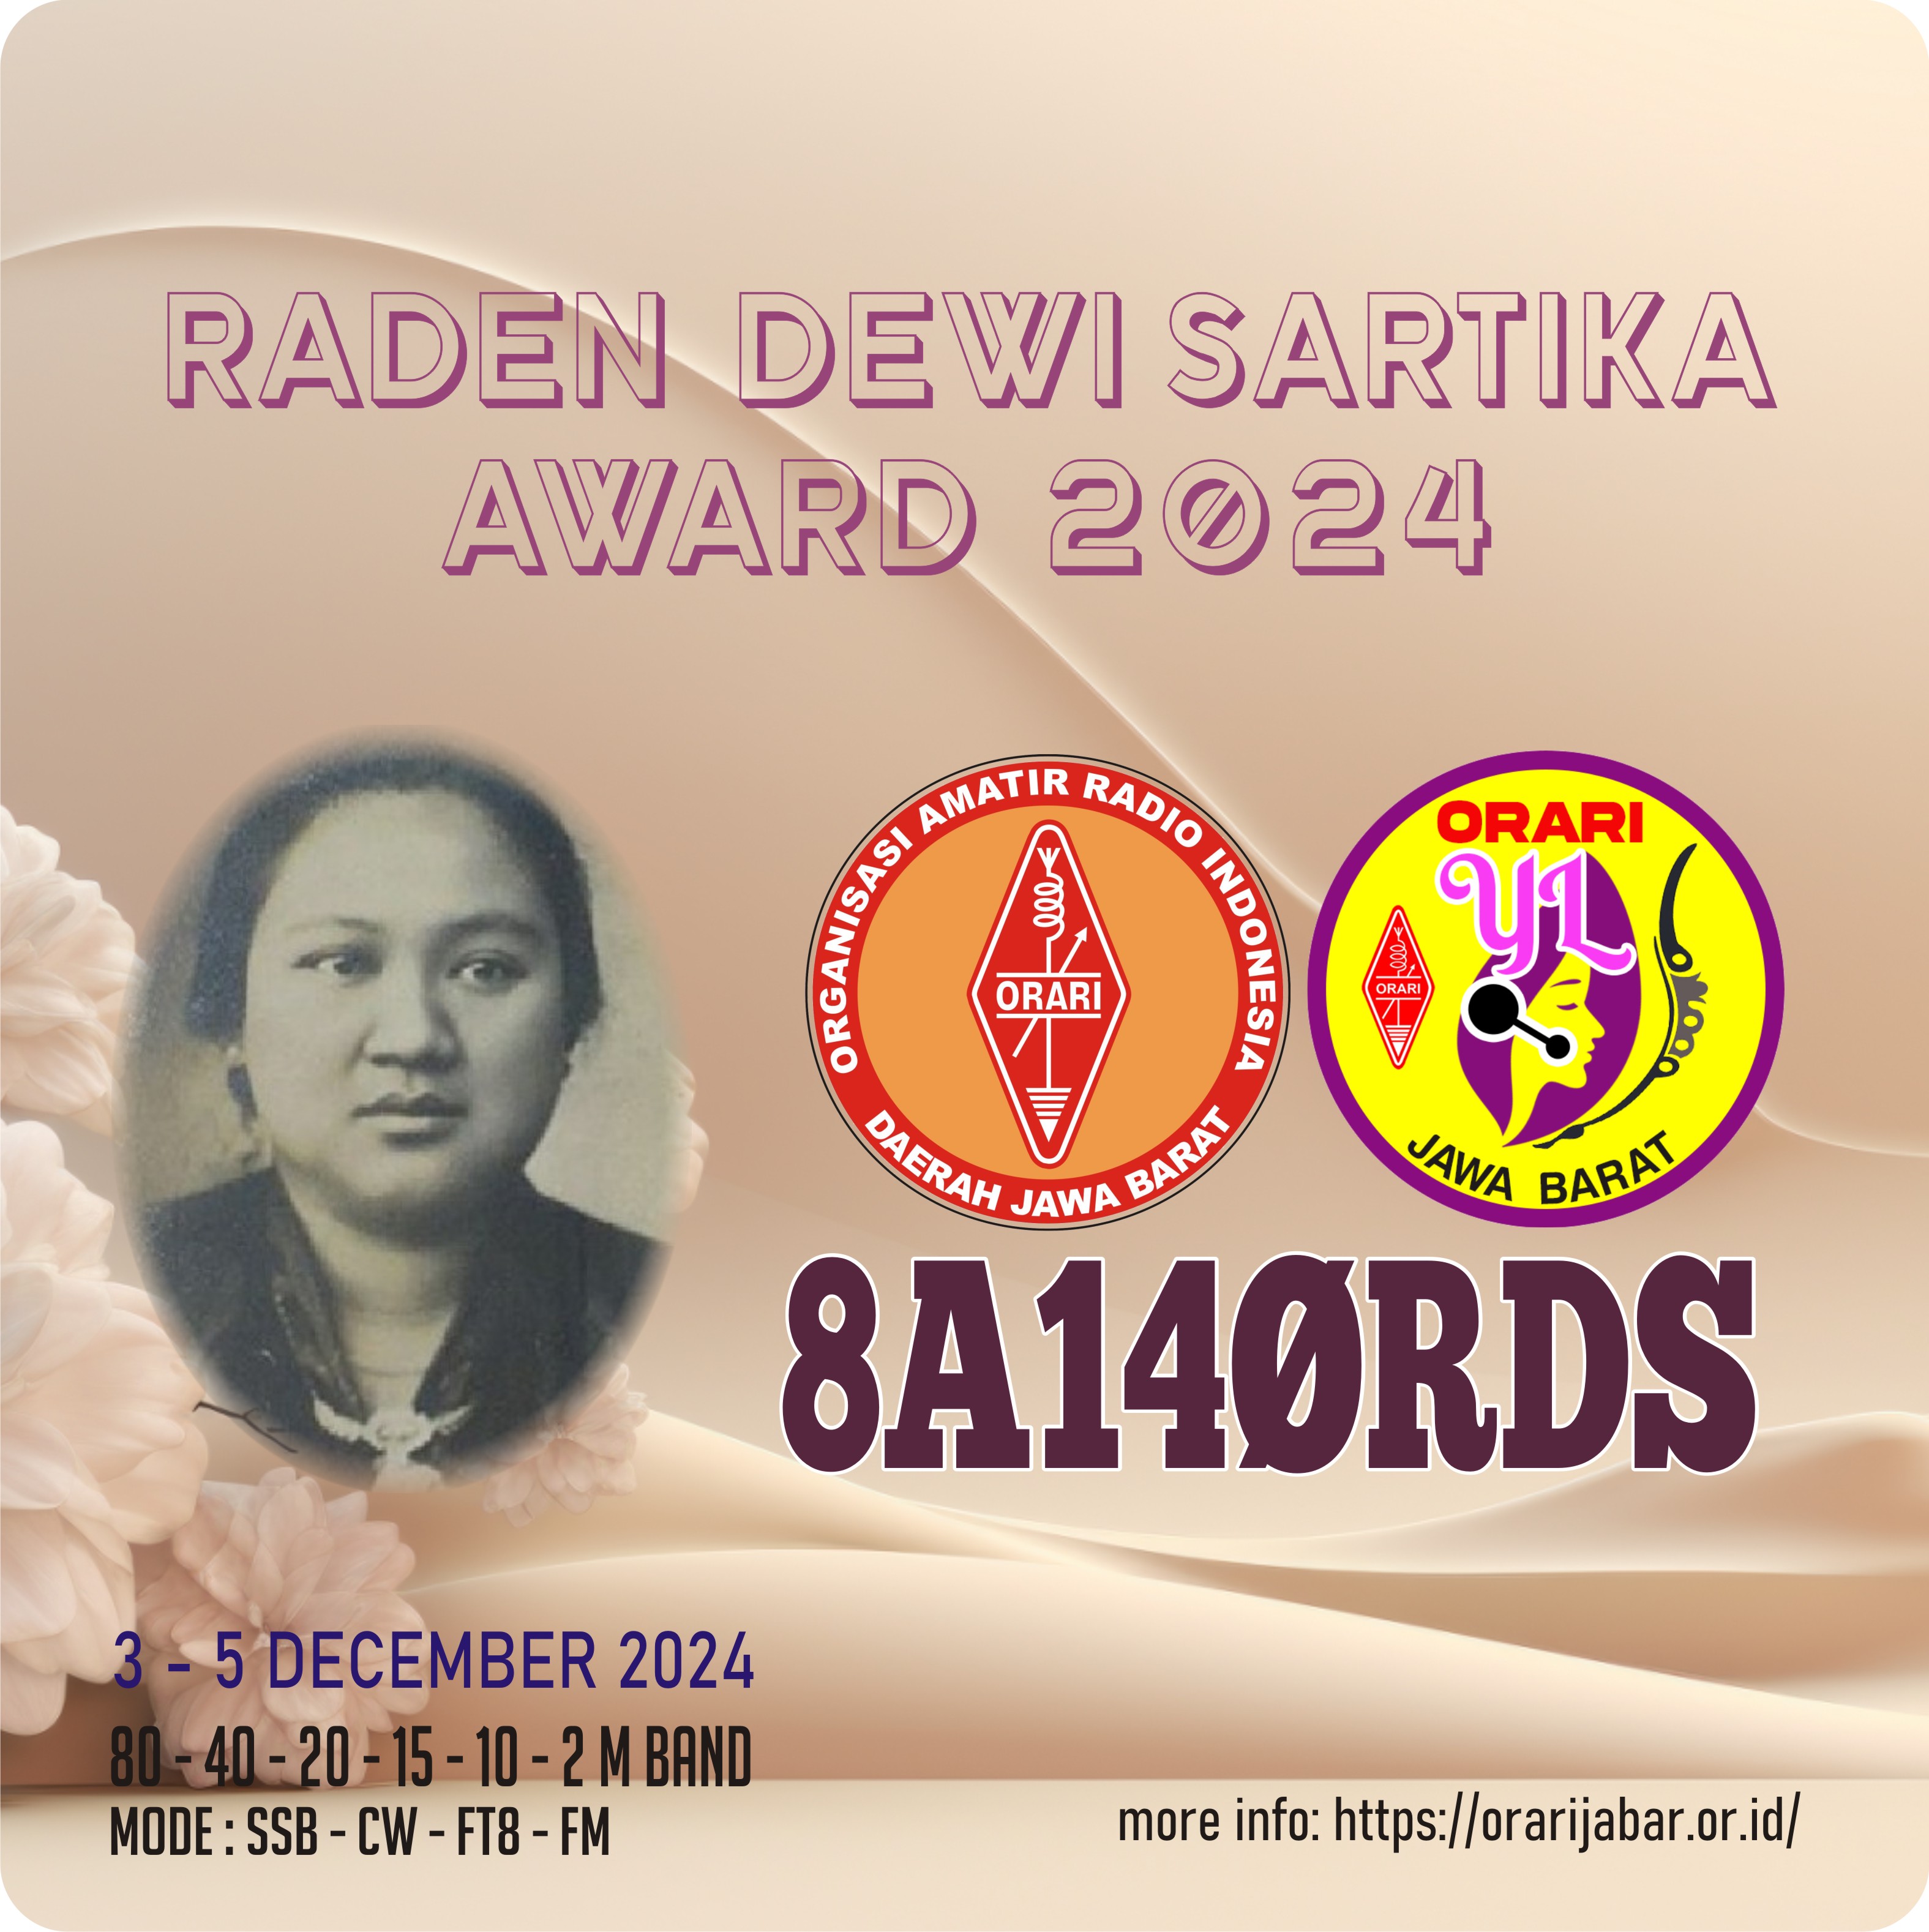 RADEN DEWI SARTIKA
AWARD 2024
ORGANISASI AMATIR RADIO INDONESIA
ORARI
DAERAH JAWA BARAT
ORARI
YL
ORARI
JAWA BARAT
8A14ØRDS
3 - 5 DECEMBER 2024
80 - 40 - 20 - 15 - 10 - 2 M BAND
MODE : SSB - CW - FT8 - FM
more info: https://orarijabar.or.id/